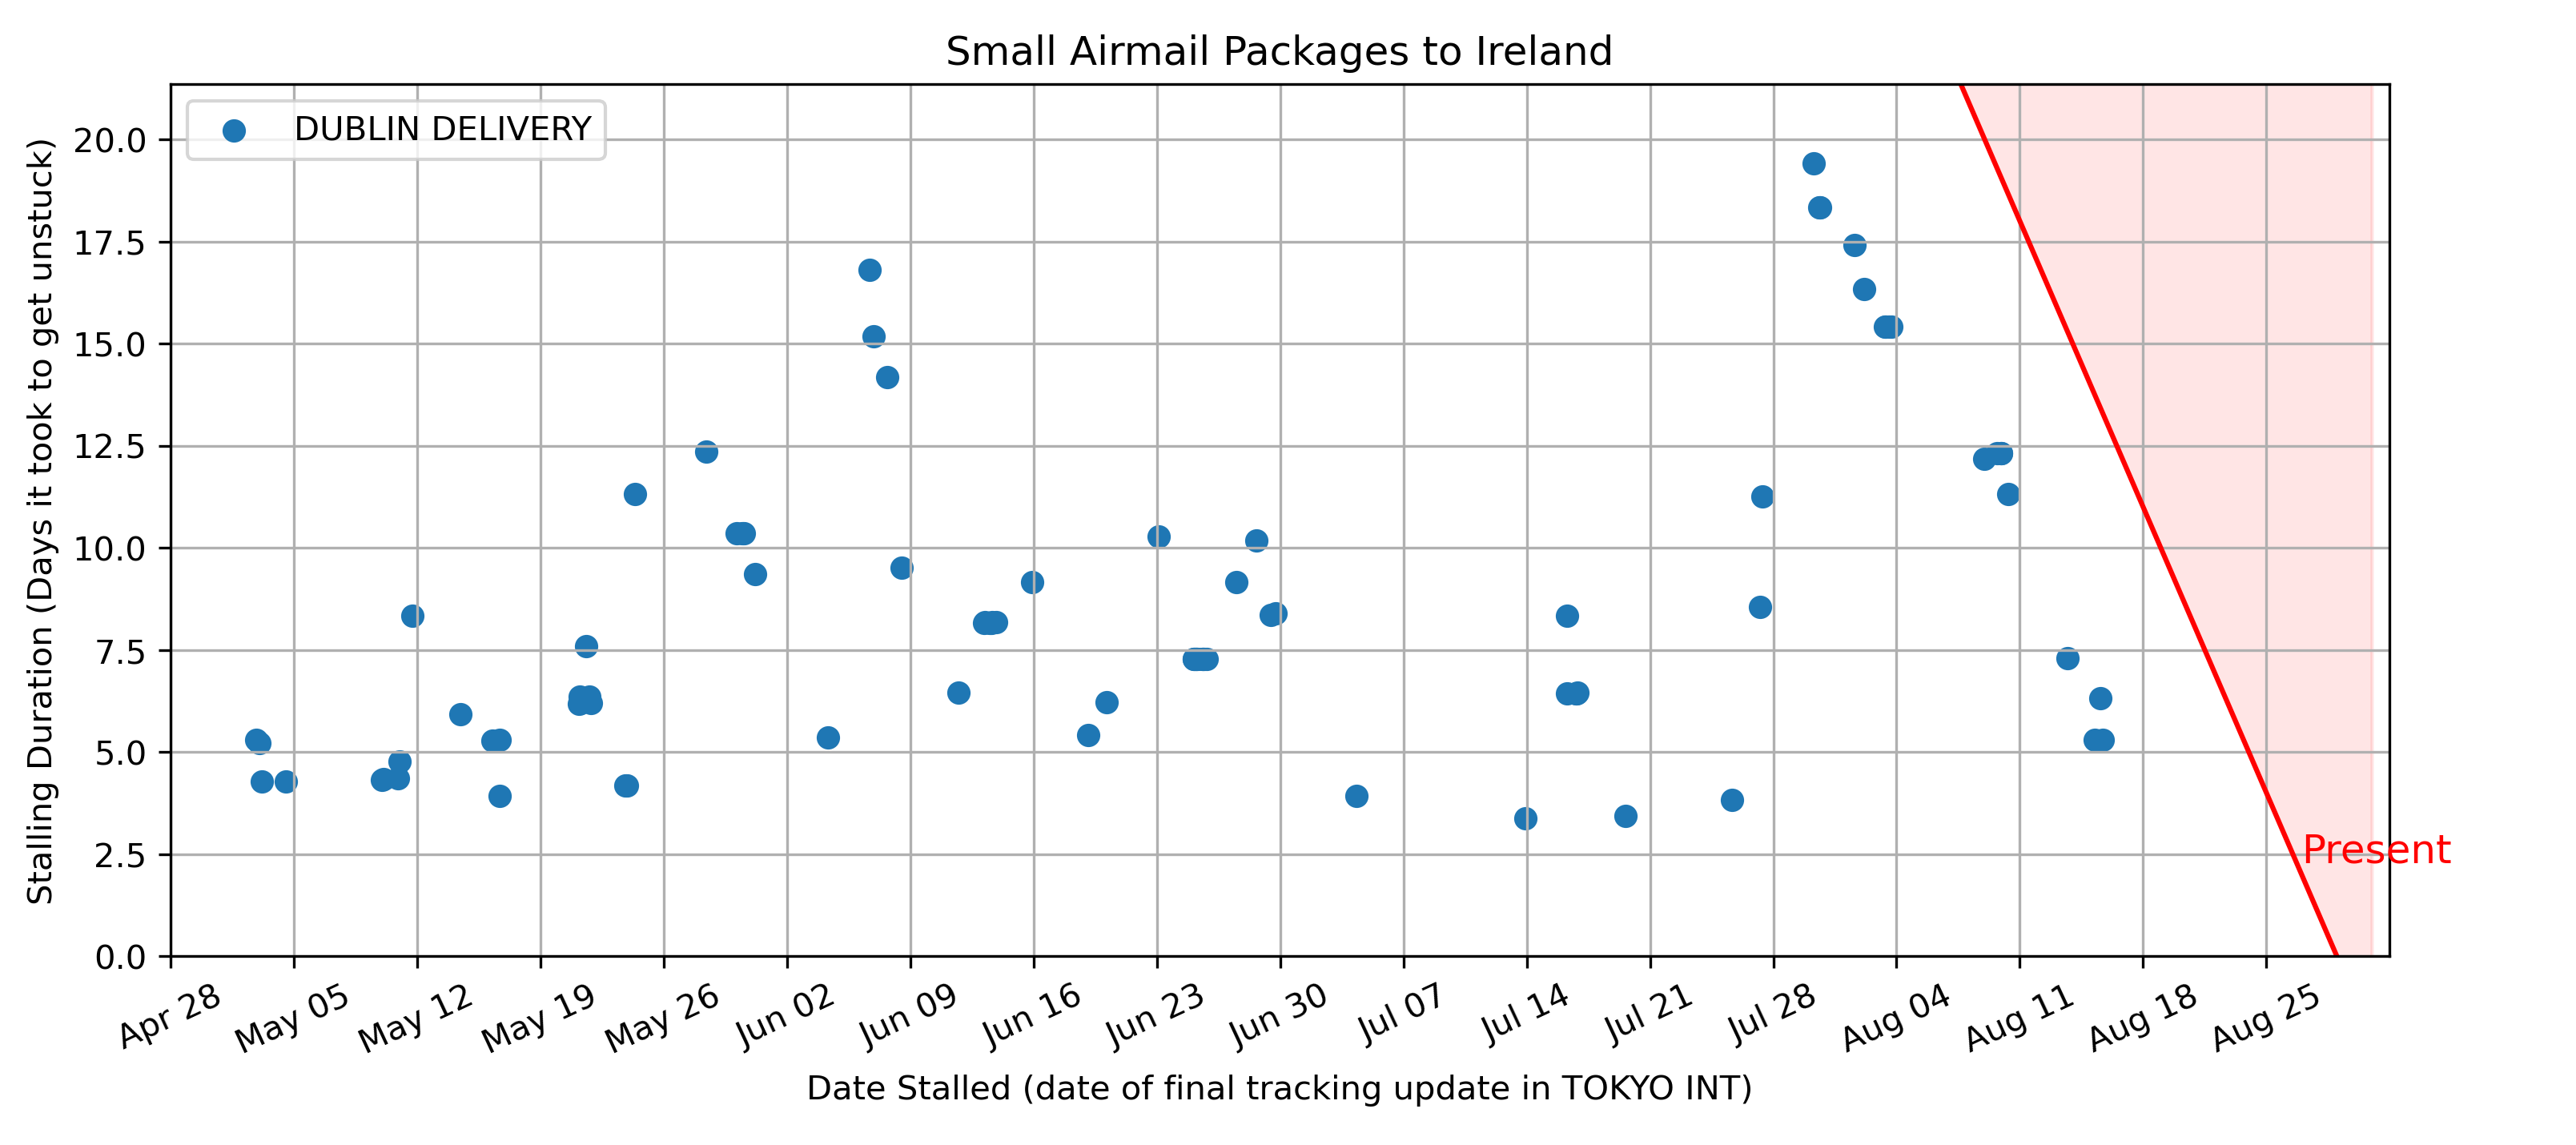 Small Airmail Packages to Ireland
DUBLIN DELIVERY
Stalling Duration (Days it took to get unstuck)
20.0
17.5
15.0
12.5
10.0
7.5
5.0
2.5
0.0
Present
Apr 28
May 05
May 12
May 19
May 26
Jun 02
Jun 09
Jun 16
Jun 23
Jun 30
Jul 07
Jul 14
Jul 21
Jul 28
Aug 04
Aug 11
Aug 18
Aug 25
Date Stalled (date of final tracking update in TOKYO INT)